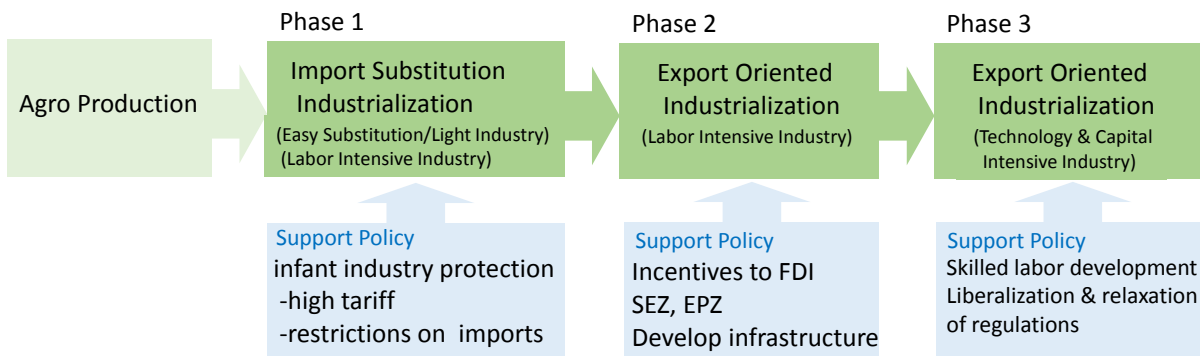 Agro Production
Phase 1
Import Substitution
Industrialization
(Easy Substitution/Light Industry)
(Labor Intensive Industry)
Support Policy
infant industry protection
-high tariff
-restrictions on imports
Phase 2
Export Oriented
Industrialization
(Labor Intensive Industry)
Support Policy
Incentives to FDI
SEZ, EPZ
Develop infrastructure
Phase 3
Export Oriented
Industrialization
(Technology & Capital
Intensive Industry)
Support Policy
Skilled labor development
Liberalization & relaxation
of regulations